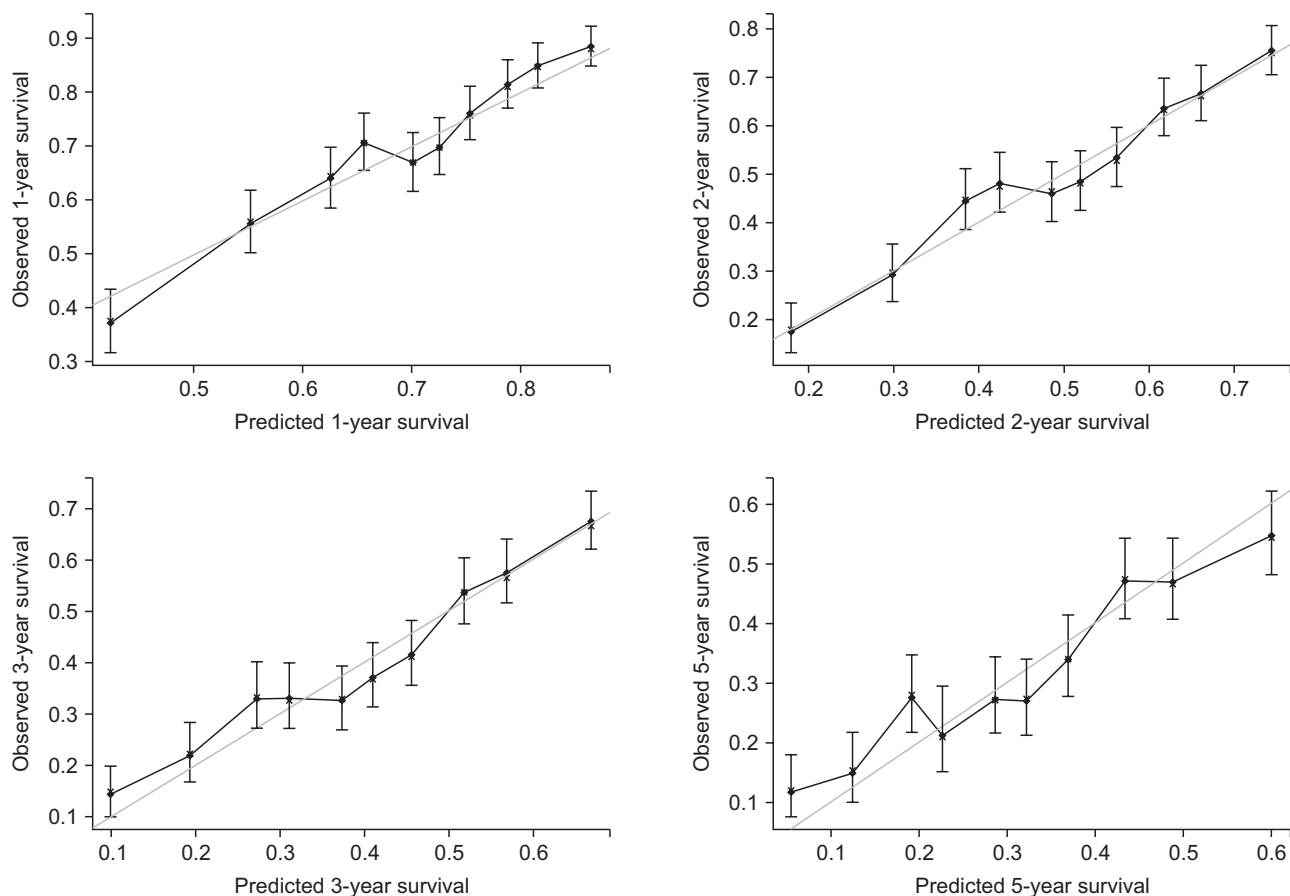 Observed 1-year survival
0.9
0.8
0.7
0.6
0.5
0.4
0.3
0.5 0.6 0.7 0.8
Predicted 1-year survival
Observed 2-year survival
0.8
0.7
0.6
0.5
0.4
0.3
0.2
0.2 0.3 0.4 0.5 0.6 0.7
Predicted 2-year survival
Observed 3-year survival
0.7
0.6
0.5
0.4
0.3
0.2
0.1
0.1 0.2 0.3 0.4 0.5 0.6
Predicted 3-year survival
Observed 5-year survival
0.6
0.5
0.4
0.3
0.2
0.1
0.1 0.2 0.3 0.4 0.5 0.6
Predicted 5-year survival